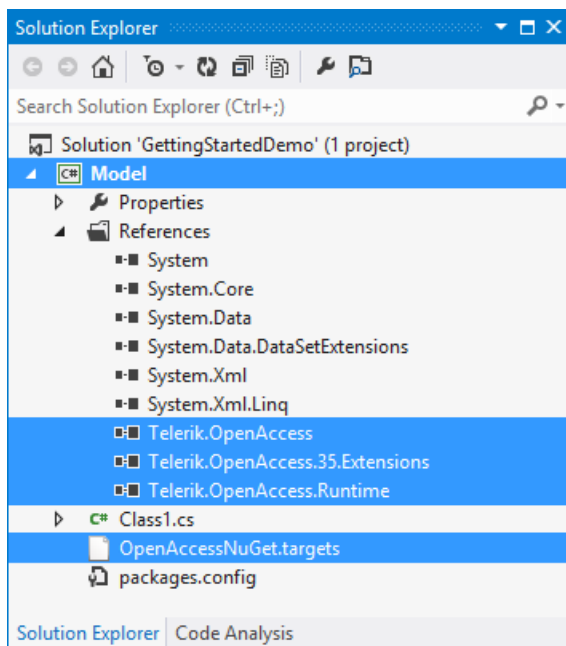 Solution Explorer
Search Solution Explorer (Ctrl+;)
Solution 'GettingStartedDemo' (1 project)
C# Model
Properties
References
System
System.Core
System.Data
System.Data.DataSetExtensions
System.Xml
System.Xml.Linq
Telerik.OpenAccess
Telerik.OpenAccess.35.Extensions
Telerik.OpenAccess.Runtime
C# Class1.cs
OpenAccessNuGet.targets
packages.config
Solution Explorer Code Analysis